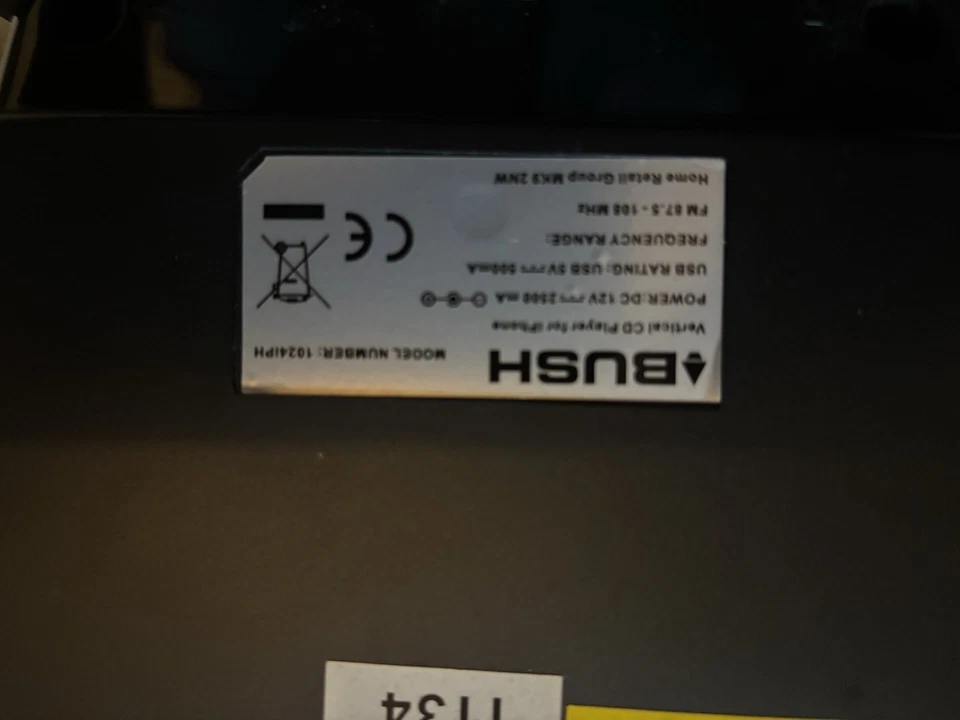 BUSH
MODEL NUMBER: 1024IPH
Vertical CD Player for iPhone
POWER: DC 12V 2500 mA
USB RATING: USB 5V 500mA
FREQUENCY RANGE:
FM 87.5 - 108 MHz
Home Retail Group MK9 2NW
CE
1134